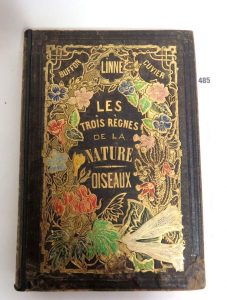 BUFFON LINNÉ CUVIER
LES
TROIS RÈGNES
DE LA
NATURE
OISEAUX
485